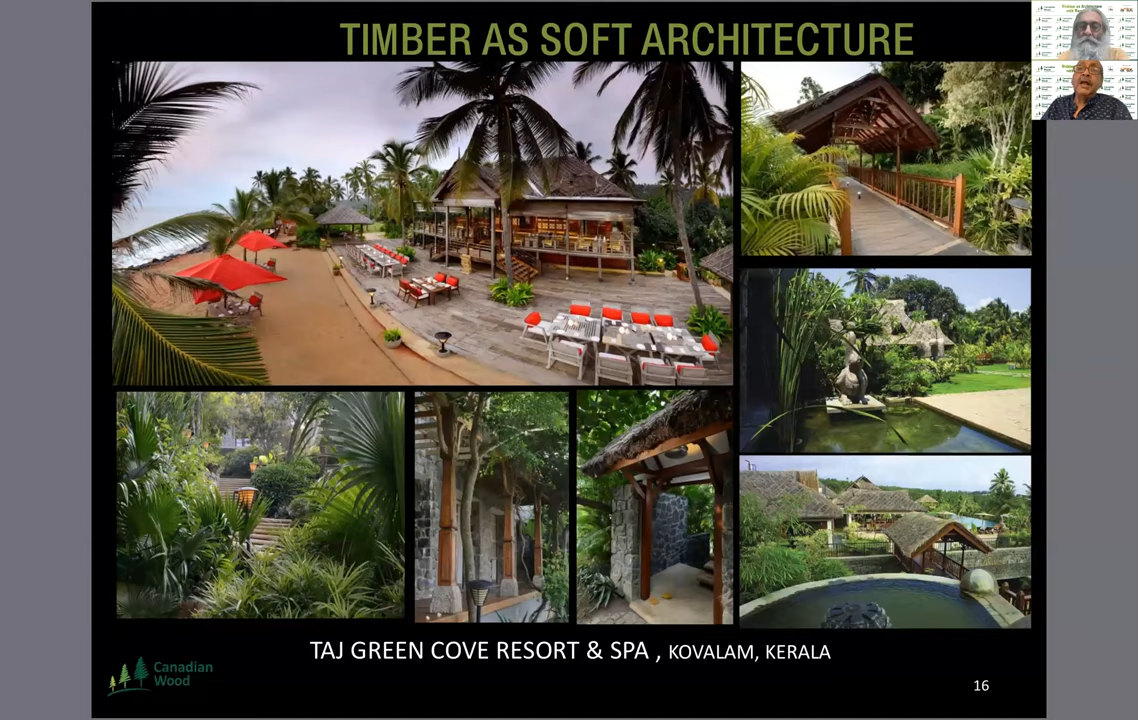 TIMBER AS SOFT ARCHITECTURE
TAJ GREEN COVE RESORT & SPA , KOVALAM, KERALA
Canadian
Wood
16